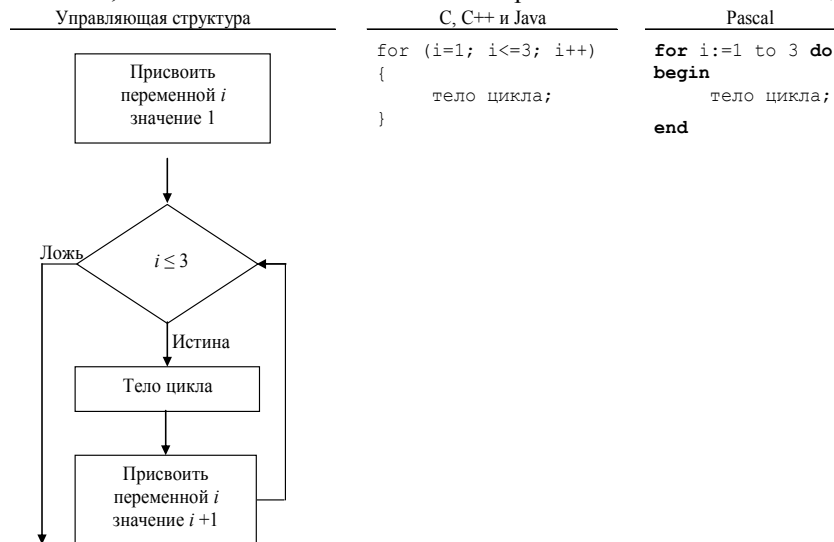 Управляющая структура
C, C++ и Java
Pascal
Присвоить
переменной i
значение 1
for (i=1; i<=3; i++)
{
тело цикла;
}
for i:=1 to 3 do
begin
тело цикла;
end
Ложь
i ≤ 3
Истина
Тело цикла
Присвоить
переменной i
значение i +1